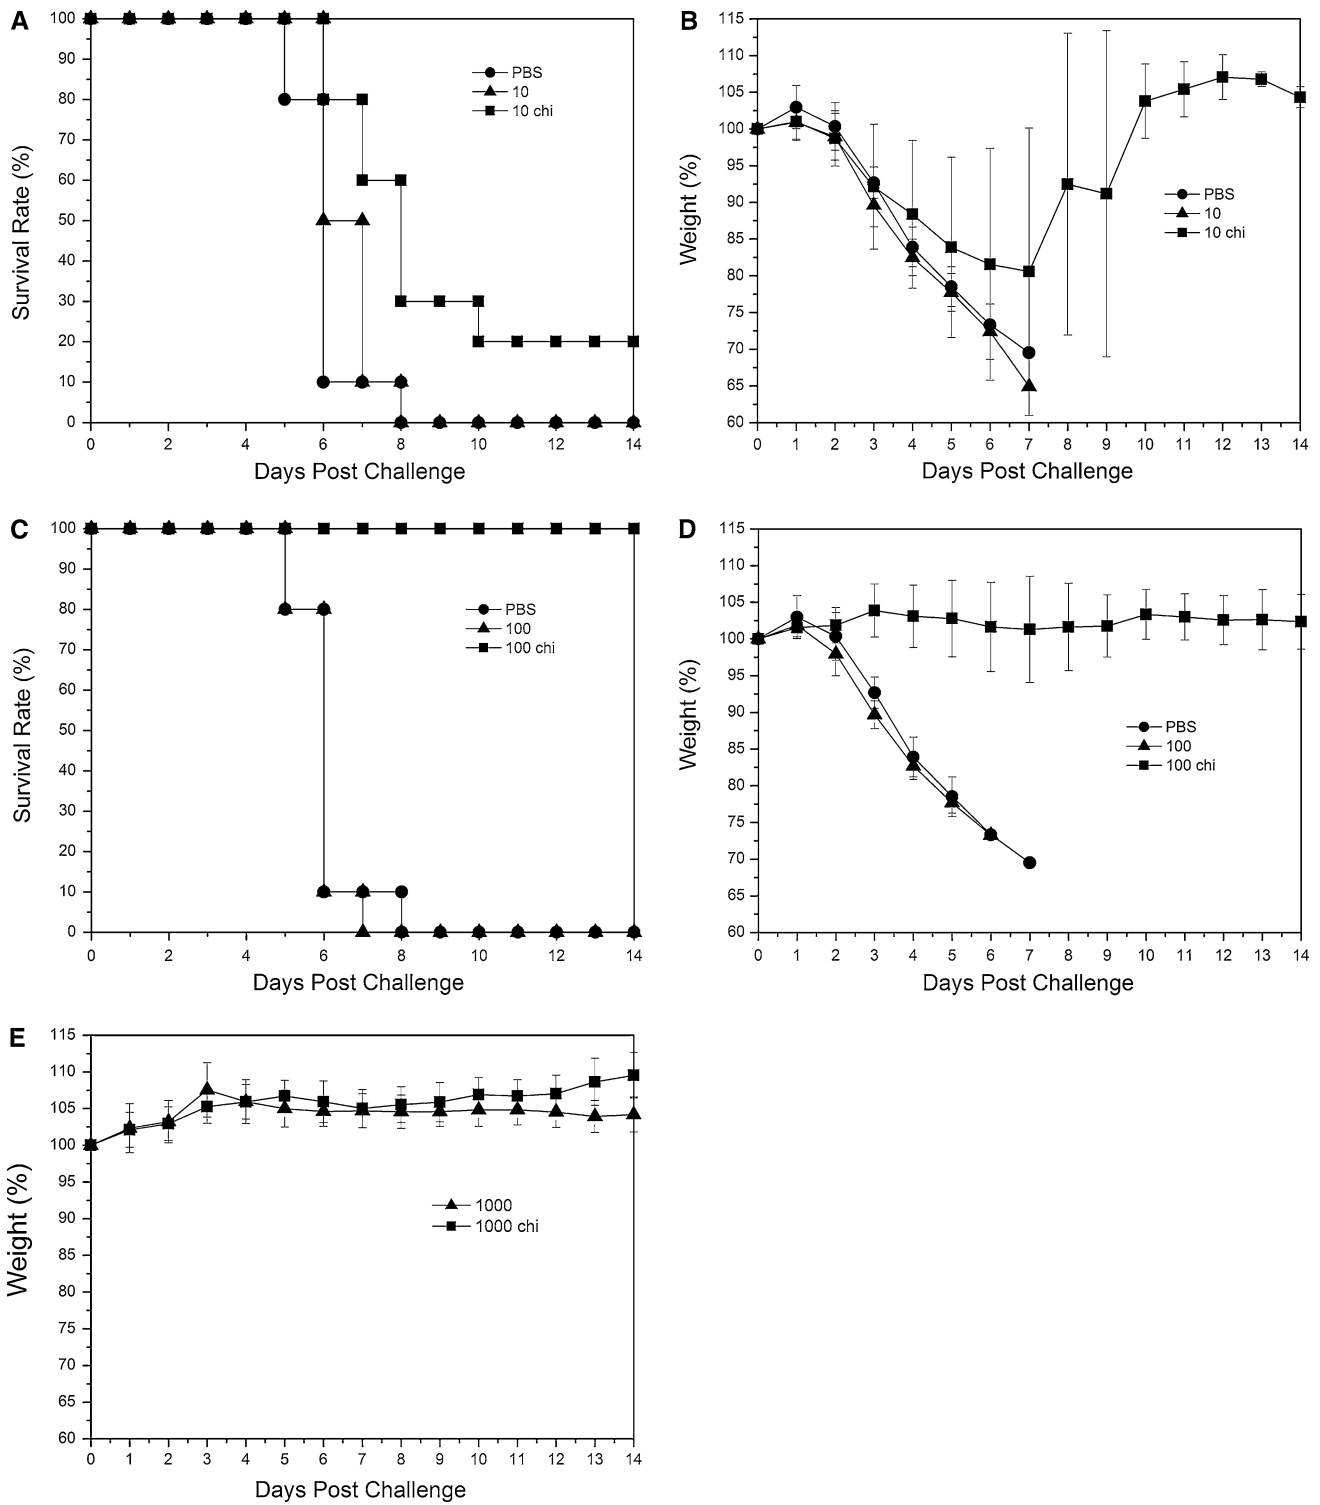 A
100
90
80
70
60
50
40
30
20
10
0
Survival Rate (%)
PBS
10
10 chi
0 2 4 6 8 10 12 14
Days Post Challenge
B
115
110
105
100
95
90
85
80
75
70
65
60
Weight (%)
PBS
10
10 chi
0 1 2 3 4 5 6 7 8 9 10 11 12 13 14
Days Post Challenge
C
100
90
80
70
60
50
40
30
20
10
0
Survival Rate (%)
PBS
100
100 chi
0 2 4 6 8 10 12 14
Days Post Challenge
D
115
110
105
100
95
90
85
80
75
70
65
60
Weight (%)
PBS
100
100 chi
0 1 2 3 4 5 6 7 8 9 10 11 12 13 14
Days Post Challenge
E
115
110
105
100
95
90
85
80
75
70
65
60
Weight (%)
1000
1000 chi
0 1 2 3 4 5 6 7 8 9 10 11 12 13 14
Days Post Challenge